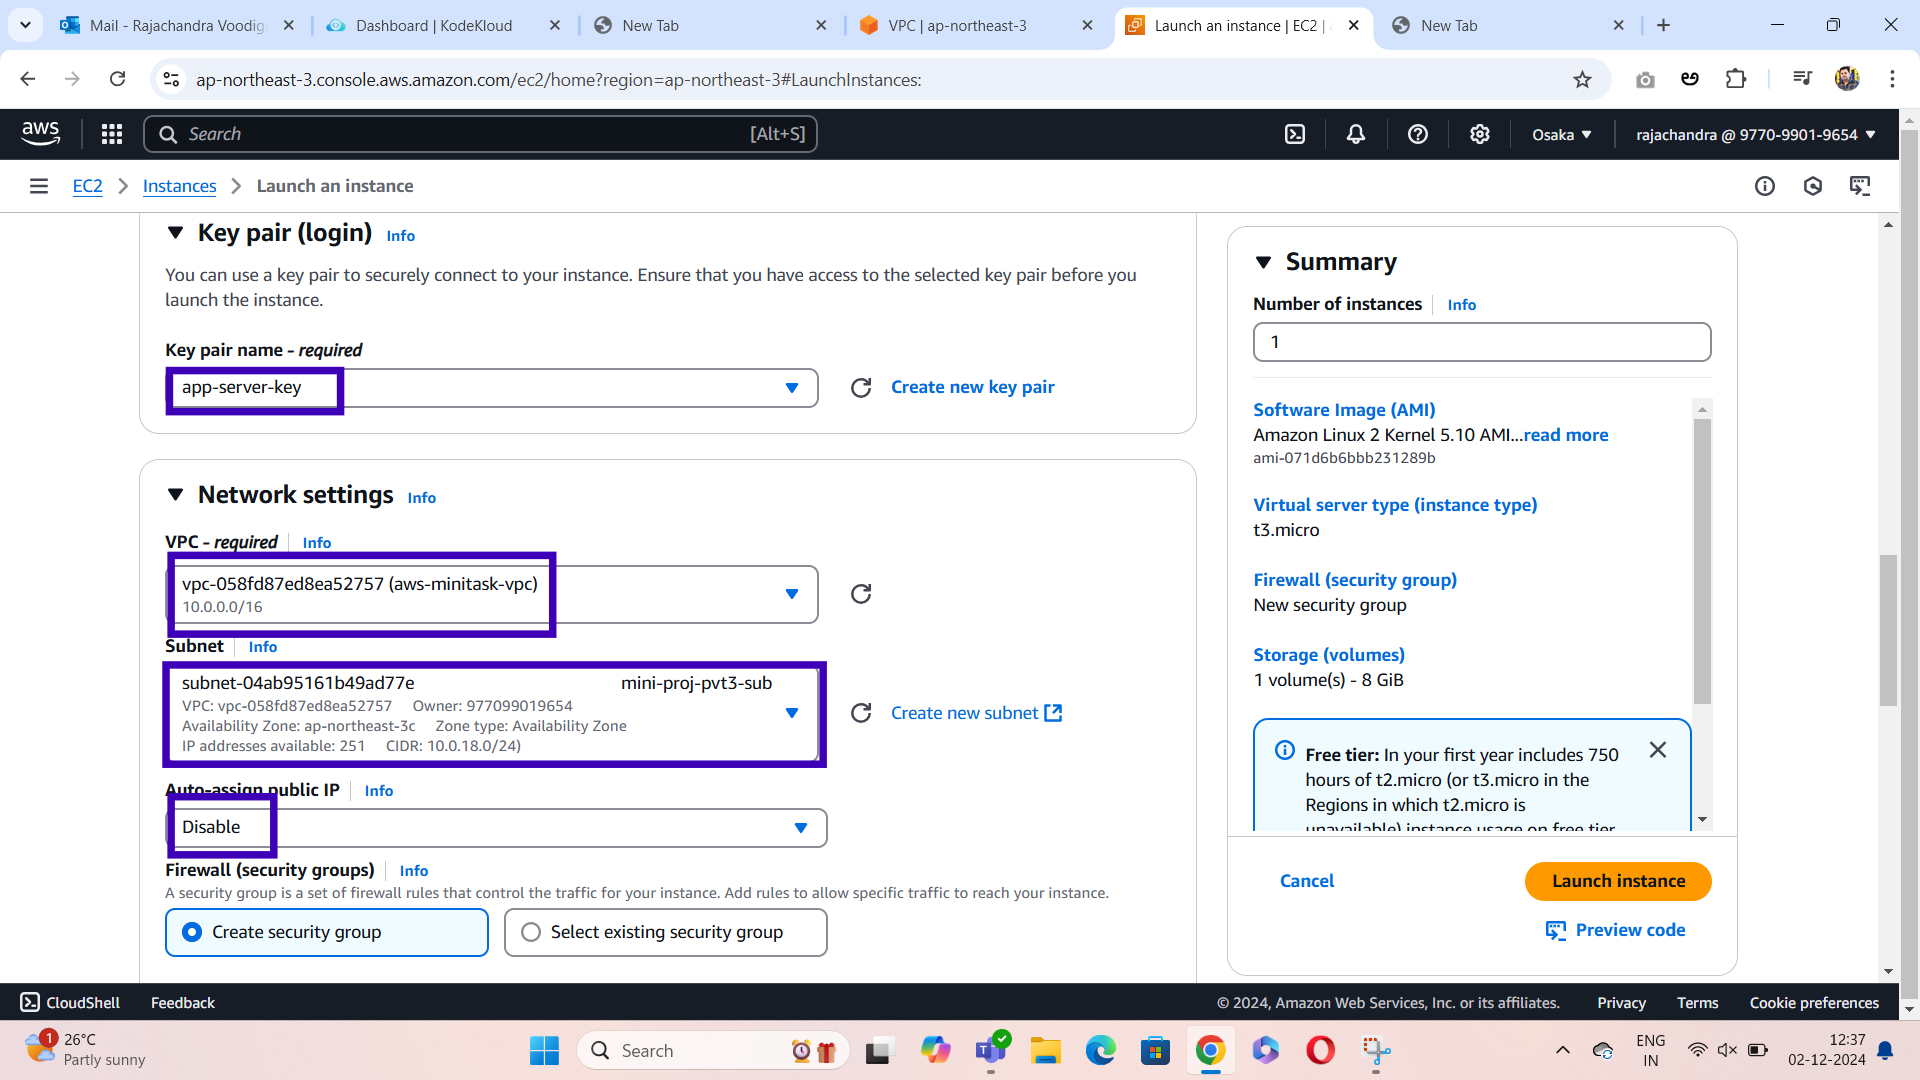 Mail - Rajachandra Voodig
Dashboard | KodeKloud
New Tab
VPC | ap-northeast-3
Launch an instance | EC2 |
New Tab
ap-northeast-3.console.aws.amazon.com/ec2/home?region=ap-northeast-3#LaunchInstances:
aws
Search
[Alt+S]
Osaka
rajachandra @ 9770-9901-9654
EC2
Instances
Launch an instance
Key pair (login)
Info
You can use a key pair to securely connect to your instance. Ensure that you have access to the selected key pair before you
launch the instance.
Key pair name - required
app-server-key
Create new key pair
Network settings
Info
VPC - required
Info
vpc-058fd87ed8ea52757 (aws-minitask-vpc)
10.0.0.0/16
Subnet
Info
subnet-04ab95161b49ad77e mini-proj-pvt3-sub
VPC: vpc-058fd87ed8ea52757 Owner: 977099019654
Availability Zone: ap-northeast-3c Zone type: Availability Zone
IP addresses available: 251 CIDR: 10.0.18.0/24)
Create new subnet
Auto-assign public IP
Info
Disable
Firewall (security groups)
Info
A security group is a set of firewall rules that control the traffic for your instance. Add rules to allow specific traffic to reach your instance.
Create security group
Select existing security group
Summary
Number of instances
Info
1
Software Image (AMI)
Amazon Linux 2 Kernel 5.10 AMI...read more
ami-071d6b6bbb231289b
Virtual server type (instance type)
t3.micro
Firewall (security group)
New security group
Storage (volumes)
1 volume(s) - 8 GiB
Free tier: In your first year includes 750
hours of t2.micro (or t3.micro in the
Regions in which t2.micro is
unavailable) instance usage on free tier
Cancel
Launch instance
Preview code
CloudShell
Feedback
© 2024, Amazon Web Services, Inc. or its affiliates.
Privacy
Terms
Cookie preferences
1
26°C
Partly sunny
Search
ENG
IN
12:37
02-12-2024